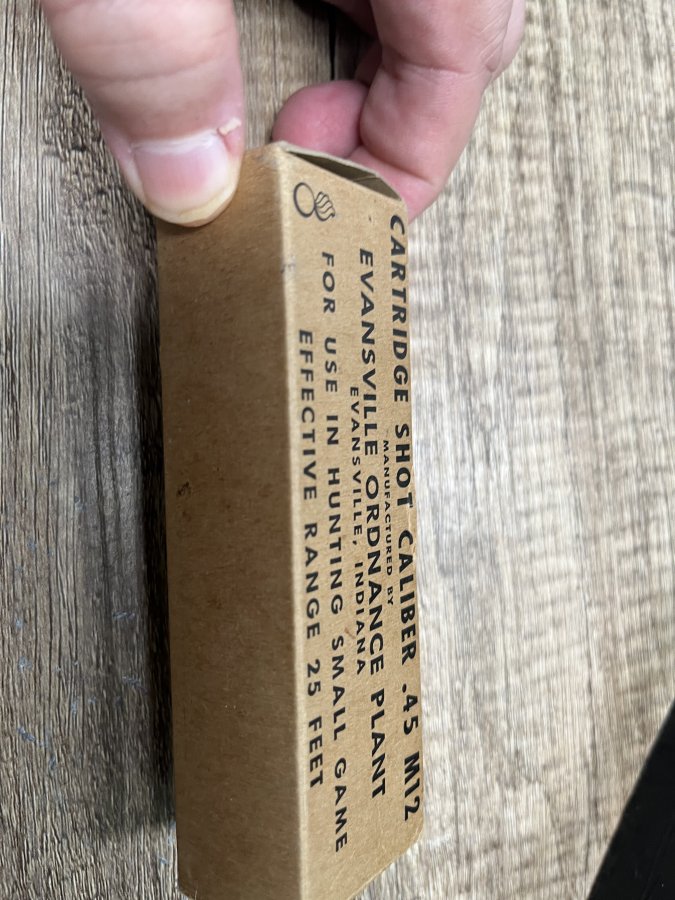 CARTRIDGE SHOT CALIBER .45 M12
MANUFACTURED BY
EVANSVILLE ORDNANCE PLANT
EVANSVILLE, INDIANA
FOR USE IN HUNTING SMALL GAME
EFFECTIVE RANGE 25 FEET